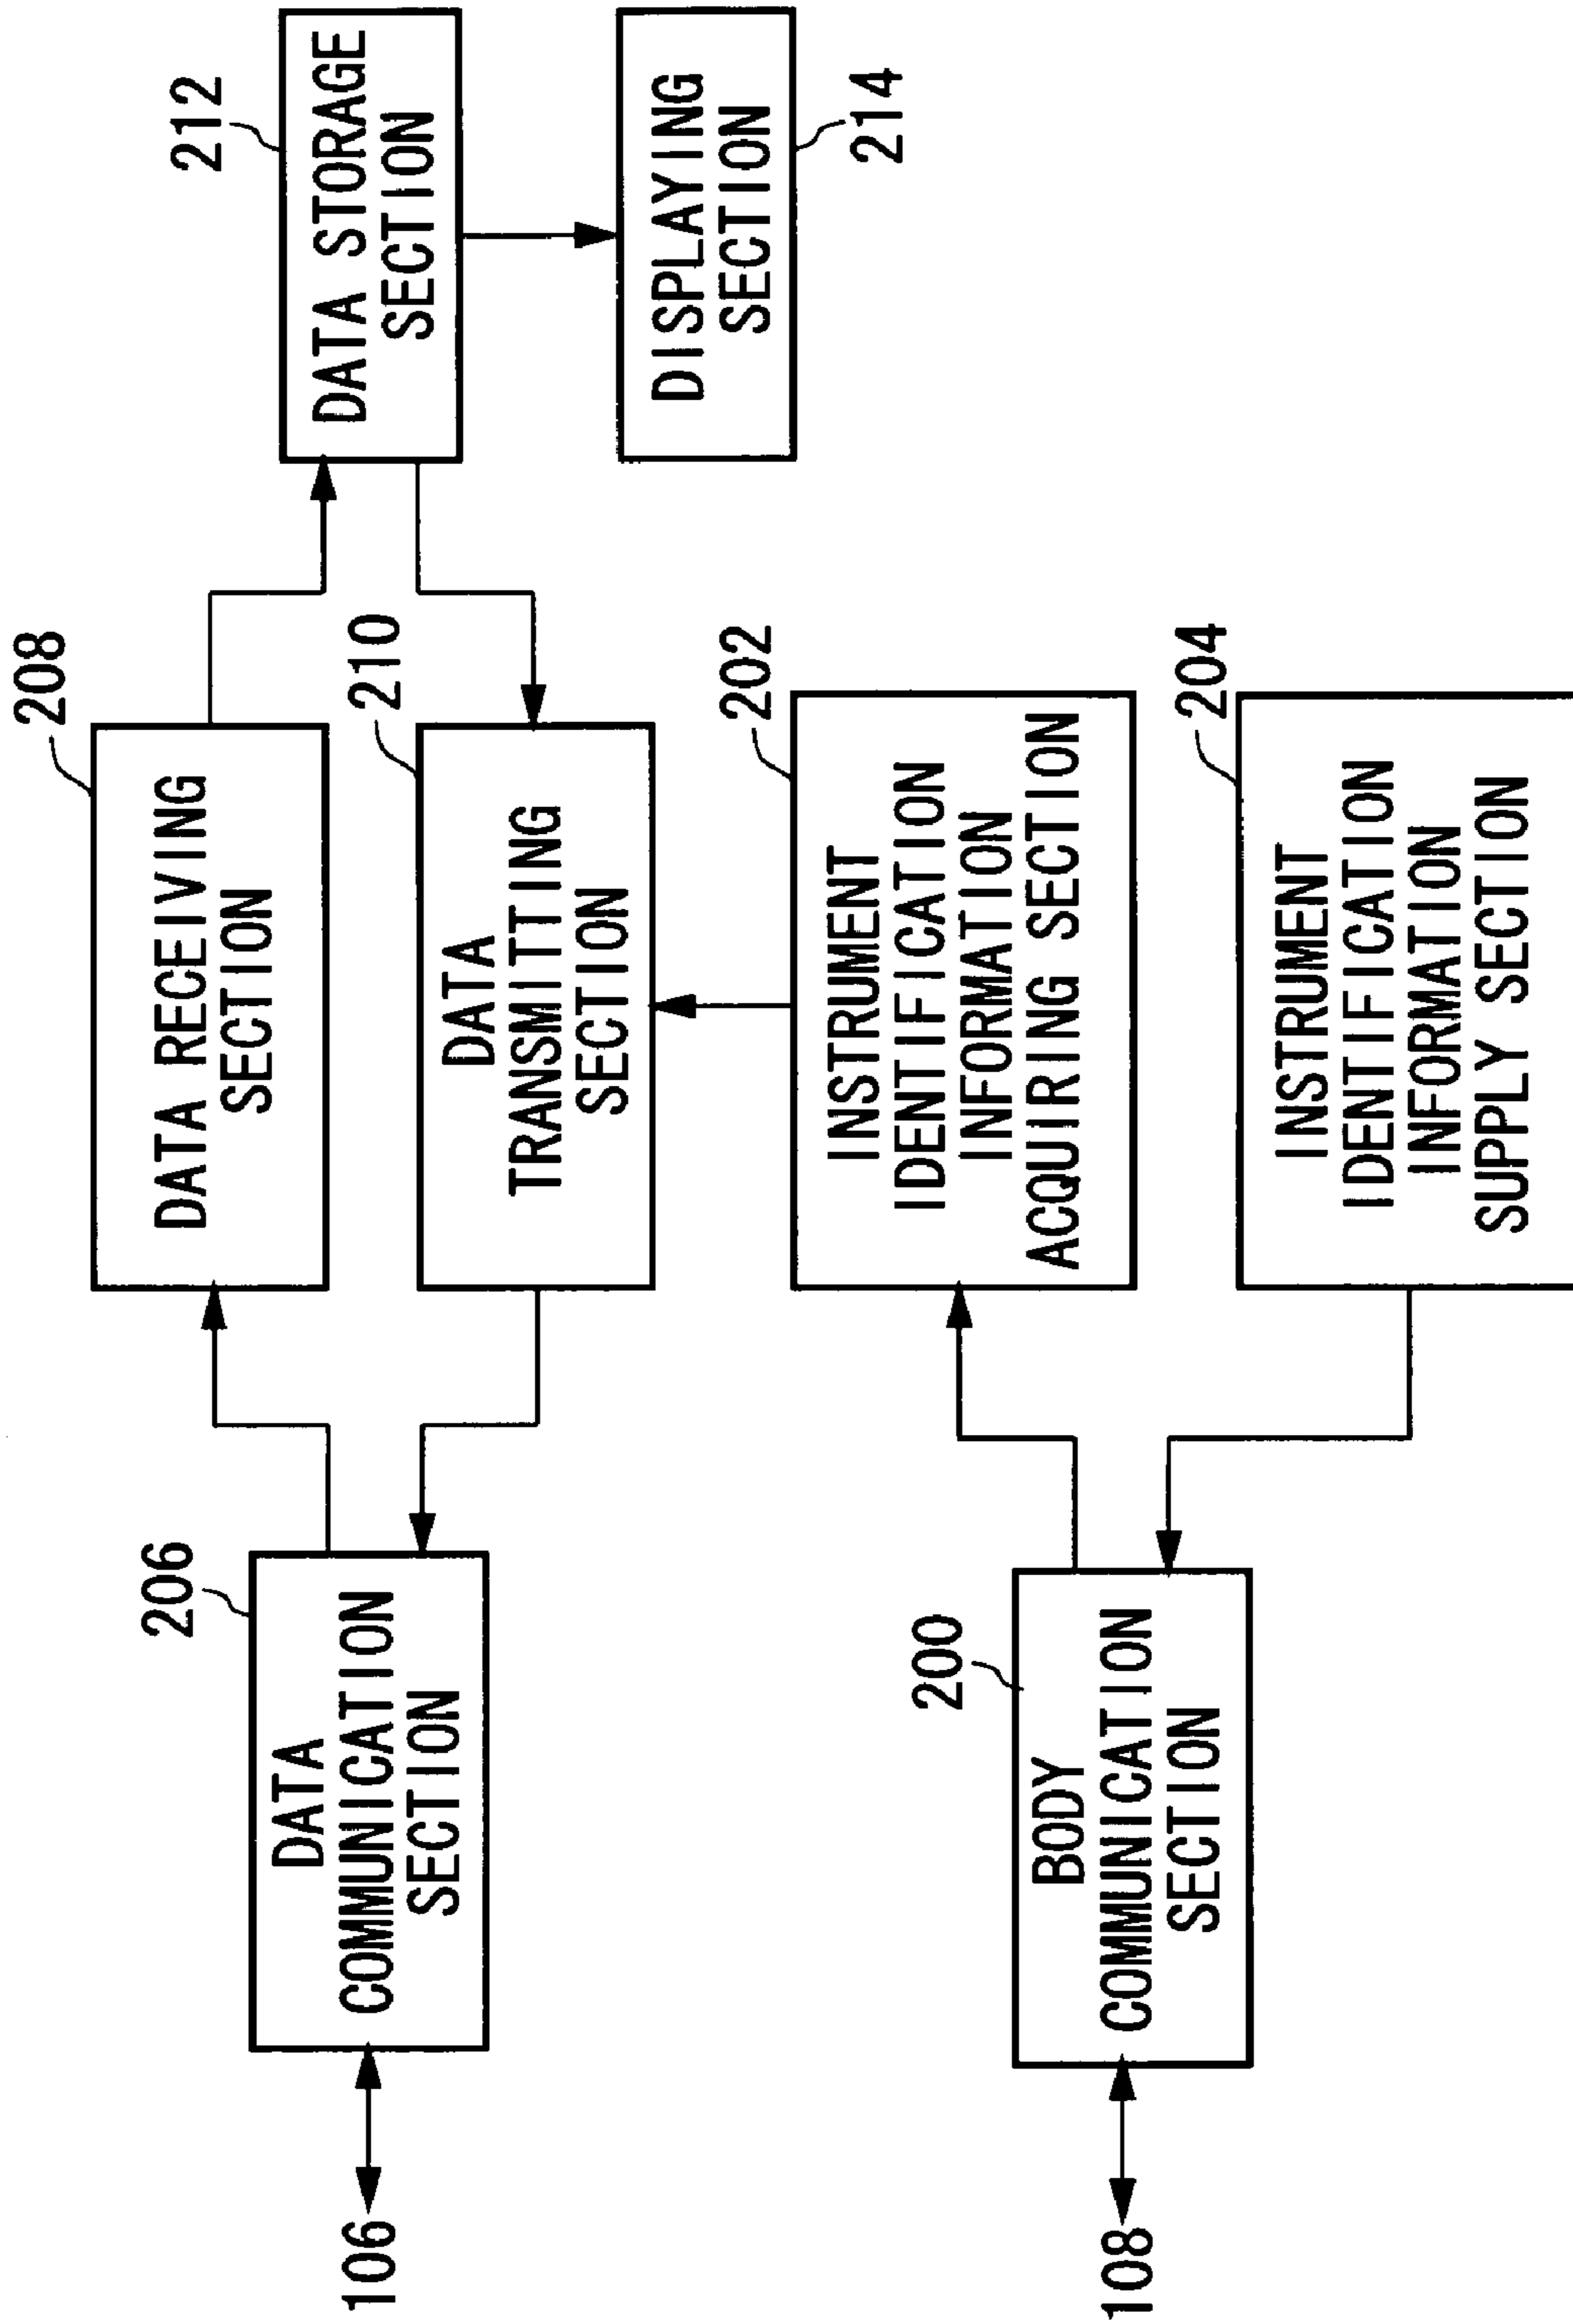 208
DATA RECEIVING
SECTION
212
DATA STORAGE
SECTION
206
DATA
COMMUNICATION
SECTION
106
210
DATA
TRANSMITTING
SECTION
DISPLAYING
SECTION
214
202
INSTRUMENT
IDENTIFICATION
INFORMATION
ACQUIRING SECTION
200
BODY
COMMUNICATION
SECTION
108
204
INSTRUMENT
IDENTIFICATION
INFORMATION
SUPPLY SECTION